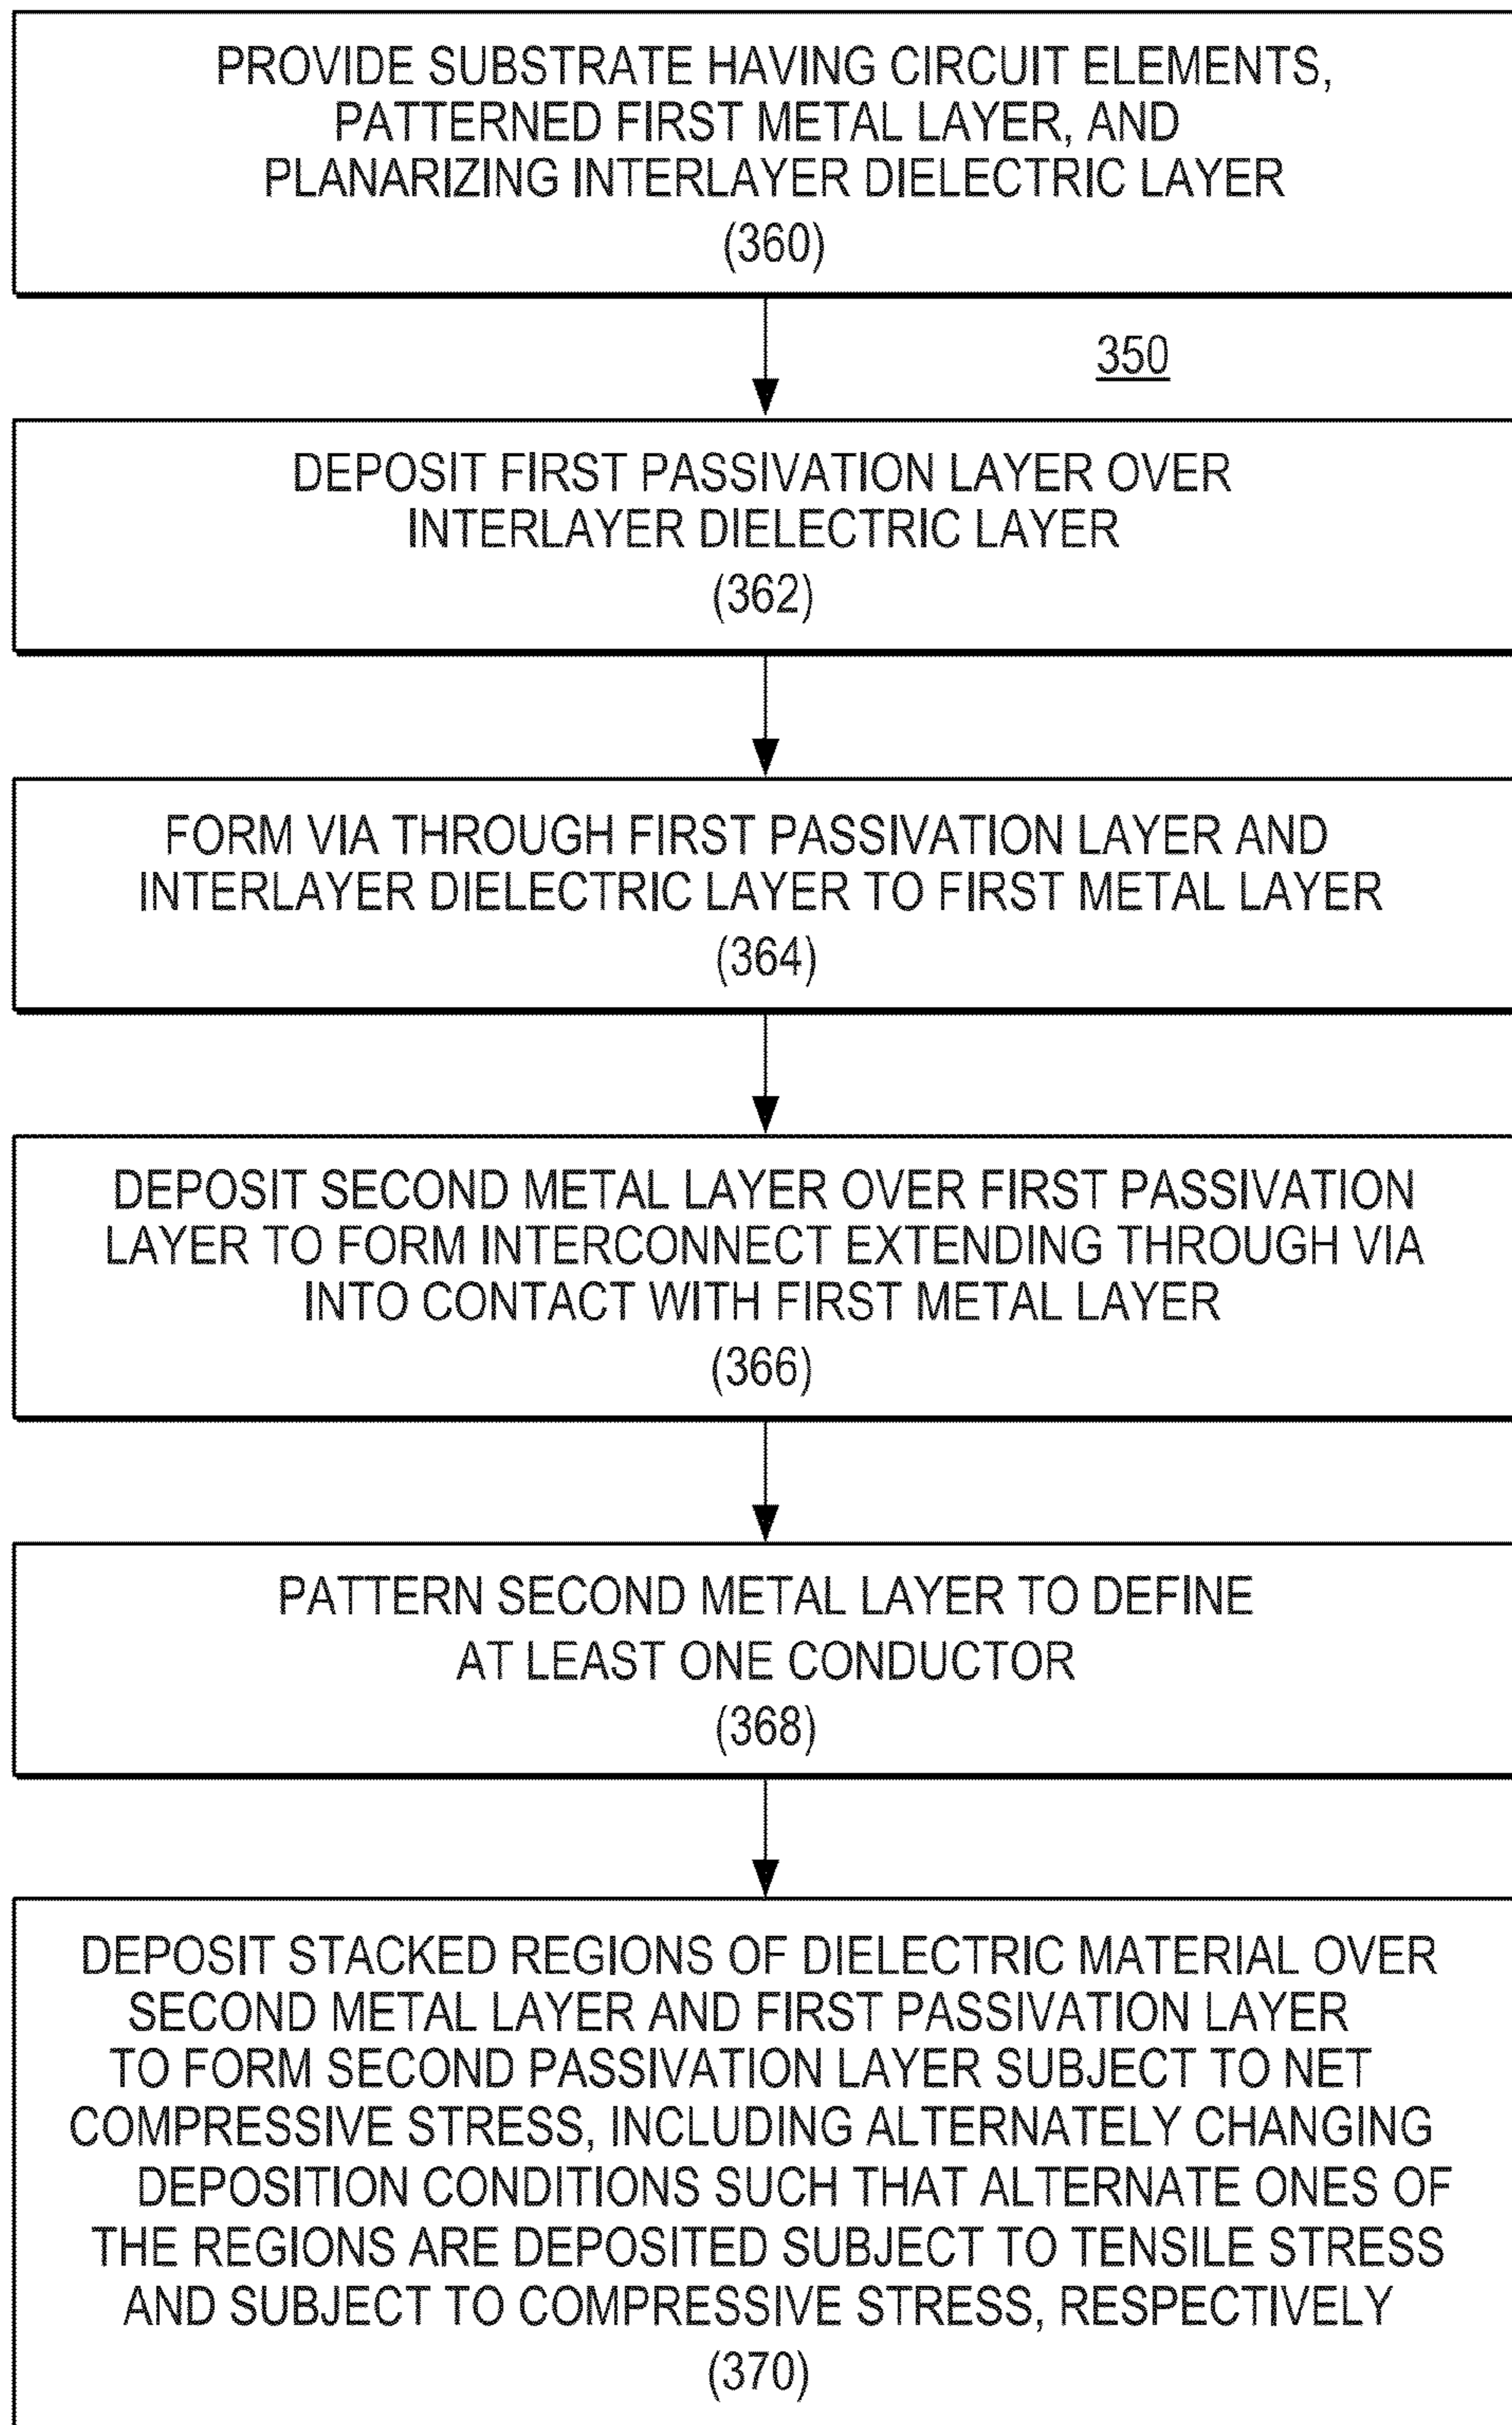 PROVIDE SUBSTRATE HAVING CIRCUIT ELEMENTS,
PATTERNED FIRST METAL LAYER, AND
PLANARIZING INTERLAYER DIELECTRIC LAYER
(360)
350
DEPOSIT FIRST PASSIVATION LAYER OVER
INTERLAYER DIELECTRIC LAYER
(362)
FORM VIA THROUGH FIRST PASSIVATION LAYER AND
INTERLAYER DIELECTRIC LAYER TO FIRST METAL LAYER
(364)
DEPOSIT SECOND METAL LAYER OVER FIRST PASSIVATION
LAYER TO FORM INTERCONNECT EXTENDING THROUGH VIA
INTO CONTACT WITH FIRST METAL LAYER
(366)
PATTERN SECOND METAL LAYER TO DEFINE
AT LEAST ONE CONDUCTOR
(368)
DEPOSIT STACKED REGIONS OF DIELECTRIC MATERIAL OVER
SECOND METAL LAYER AND FIRST PASSIVATION LAYER
TO FORM SECOND PASSIVATION LAYER SUBJECT TO NET
COMPRESSIVE STRESS, INCLUDING ALTERNATELY CHANGING
DEPOSITION CONDITIONS SUCH THAT ALTERNATE ONES OF
THE REGIONS ARE DEPOSITED SUBJECT TO TENSILE STRESS
AND SUBJECT TO COMPRESSIVE STRESS, RESPECTIVELY
(370)